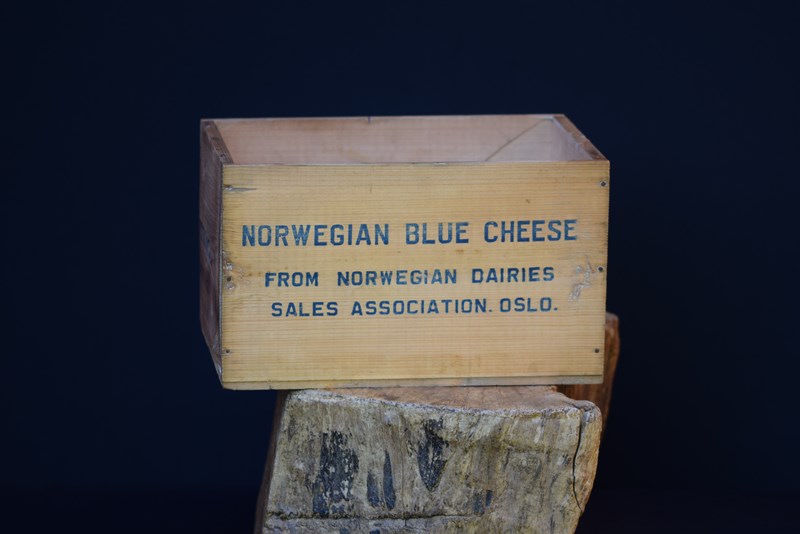 NORWEGIAN BLUE CHEESE
FROM NORWEGIAN DAIRIES
SALES ASSOCIATION. OSLO.